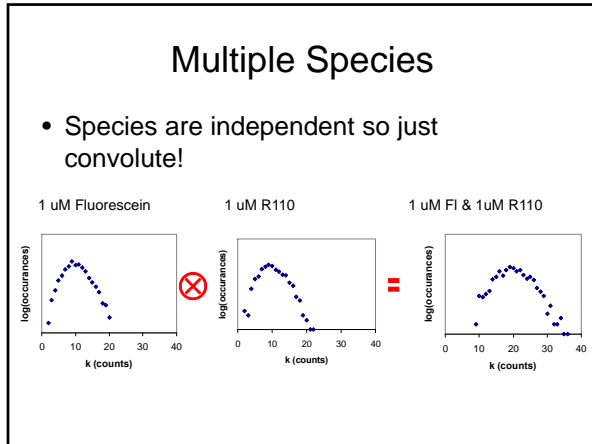 Multiple Species
• Species are independent so just
convolute!
1 uM Fluorescein
1 uM R110
1 uM Fl & 1uM R110
log(occurances)
0 10 20 30 40
k (counts)
log(occurances)
0 10 20 30 40
k (counts)
log(occurances)
0 10 20 30 40
k (counts)